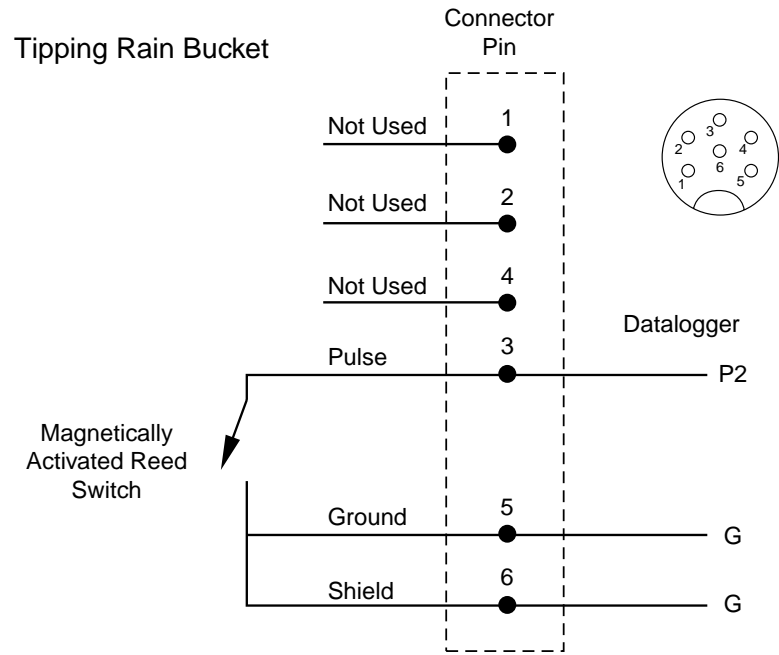 Tipping Rain Bucket
Connector
Pin
Not Used
1
Not Used
2
Not Used
4
Pulse
3
Datalogger
P2
Magnetically
Activated Reed
Switch
Ground
5
G
Shield
6
G
3
2
4
6
1
5